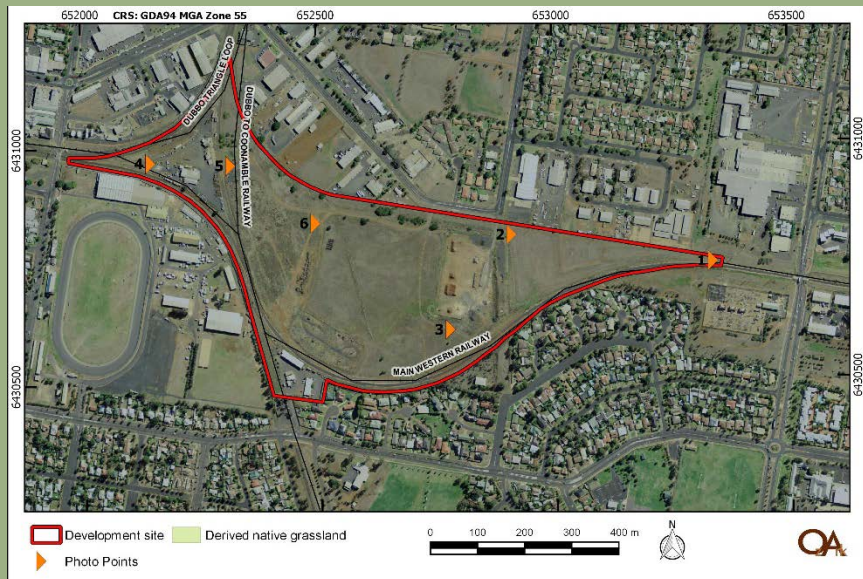 652000 CRS: GDA94 MGA Zone 55 652500 653000 653500
DUBBO TRIANGLE LOOP
6431000 6431000
DUBBO TO COONAMBLE RAILWAY
4 5
6 2
1
3
MAIN WESTERN RAILWAY
6430500 6430500
Development site Derived native grassland
Photo Points
0 100 200 300 400 m
N